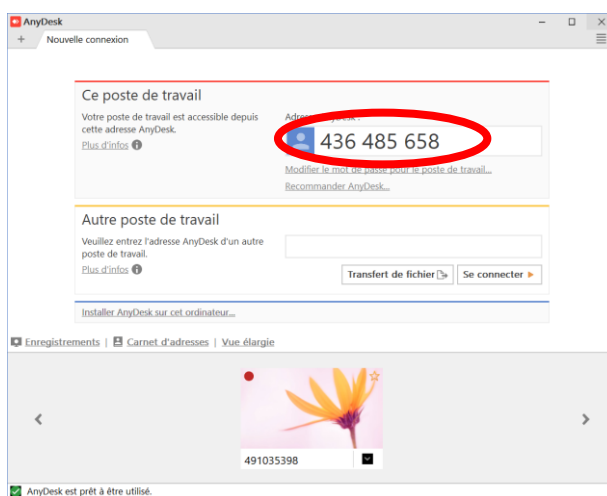 AnyDesk
Nouvelle connexion
Ce poste de travail
Votre poste de travail est accessible depuis
cette adresse AnyDesk.
Plus d'infos
436 485 658
Modifier le mot de passe pour le poste de travail...
Recommander AnyDesk...
Autre poste de travail
Veuillez entrez l'adresse AnyDesk d'un autre
poste de travail.
Plus d'infos
Transfert de fichier
Se connecter
Installer AnyDesk sur cet ordinateur...
Enregistrements | Carnet d'adresses | Vue élargie
491035398
AnyDesk est prêt à être utilisé.